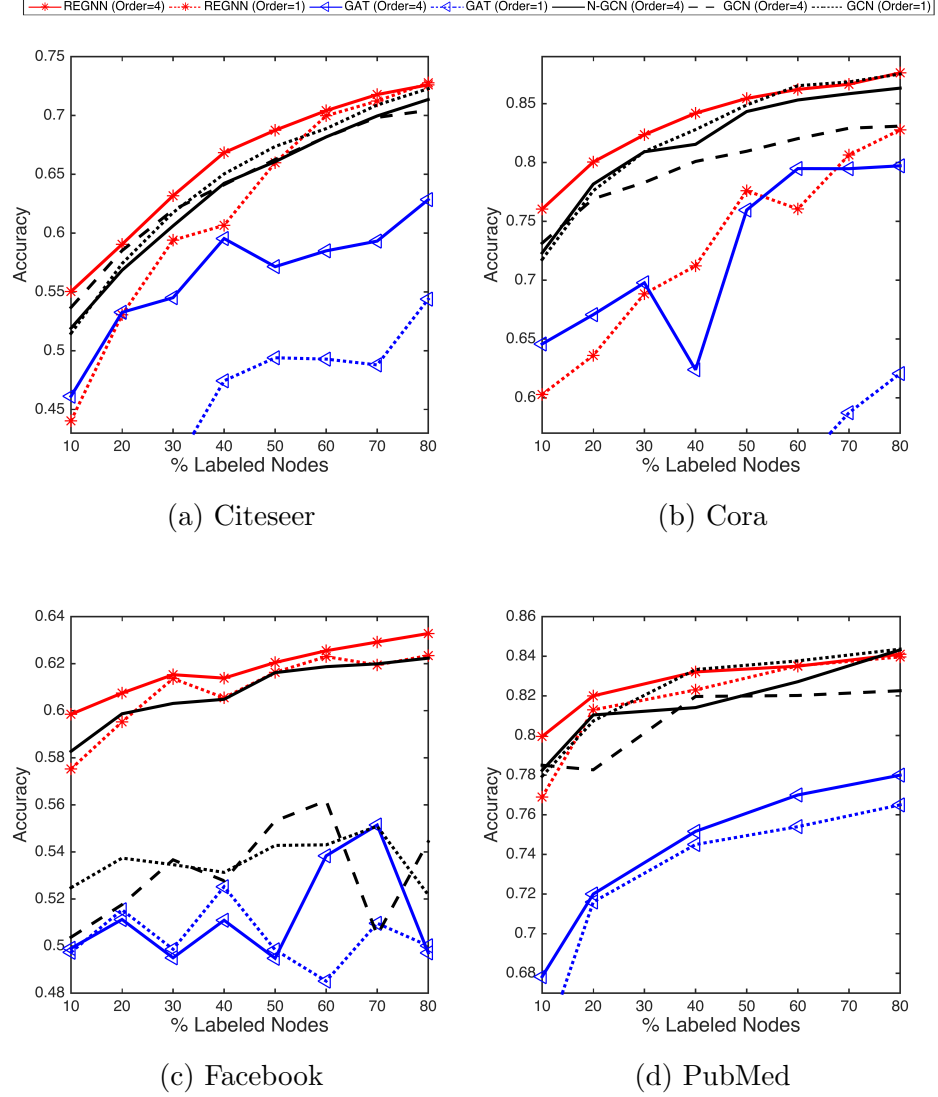 REGNN (Order=4) REGNN (Order=1) GAT (Order=4) GAT (Order=1) N-GCN (Order=4) GCN (Order=4) GCN (Order=1)
0.75
0.7
0.65
0.6
0.55
0.5
0.45
Accuracy
10 20 30 40 50 60 70 80
% Labeled Nodes
(a) Citeseer
0.85
0.8
0.75
0.7
0.65
0.6
Accuracy
10 20 30 40 50 60 70 80
% Labeled Nodes
(b) Cora
0.64
0.62
0.6
0.58
0.56
0.54
0.52
0.5
0.48
Accuracy
10 20 30 40 50 60 70 80
% Labeled Nodes
(c) Facebook
0.86
0.84
0.82
0.8
0.78
0.76
0.74
0.72
0.7
0.68
Accuracy
10 20 30 40 50 60 70 80
% Labeled Nodes
(d) PubMed